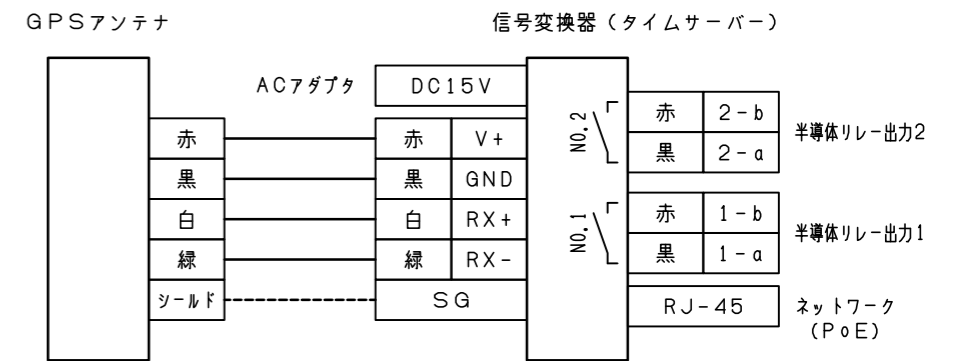 GPSアンテナ
信号変換器(タイムサーバー)
ACアダプタ
DC15V
赤
赤
V+
黒
黒
GND
白
白
RX+
緑
緑
RX-
シールド
SG
NO.2
赤
2-b
黒
2-a
半導体リレー出力2
NO.1
赤
1-b
黒
1-a
半導体リレー出力1
RJ-45
ネットワーク
(PoE)